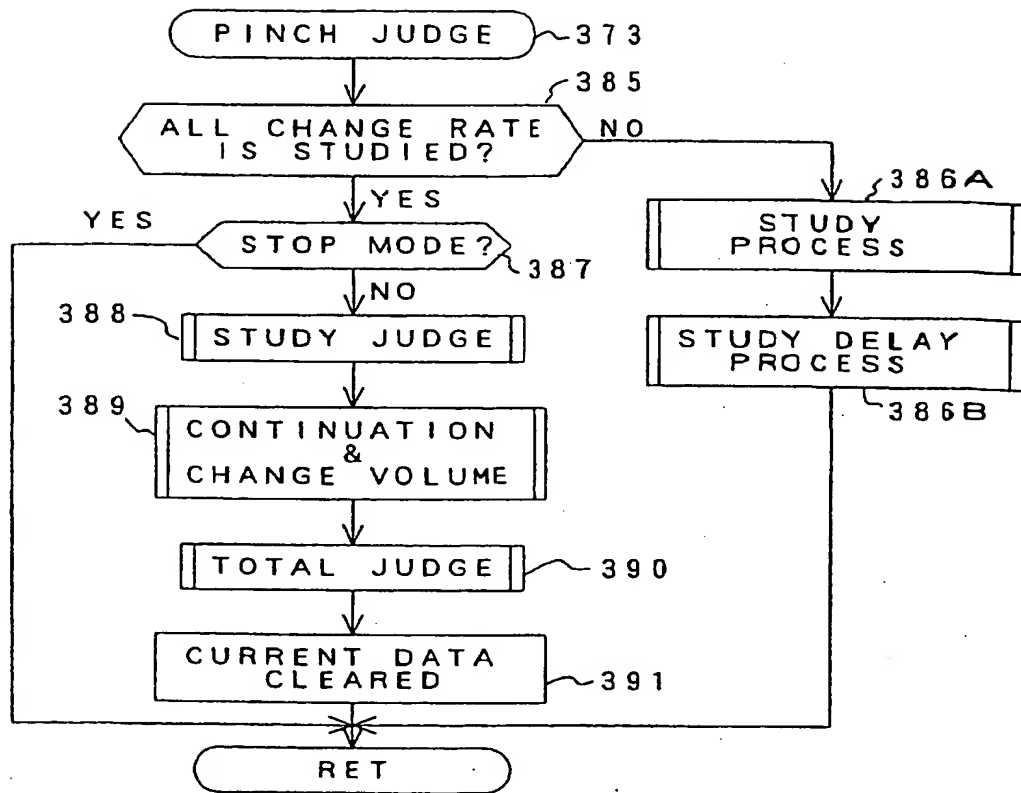 PINCH JUDGE
373
385
ALL CHANGE RATE
IS STUDIED?
NO
YES
386A
STUDY
PROCESS
YES
STOP MODE?
387
NO
388
STUDY JUDGE
STUDY DELAY
PROCESS
386B
389
CONTINUATION
&
CHANGE VOLUME
TOTAL JUDGE
390
CURRENT DATA
CLEARED
391
RET